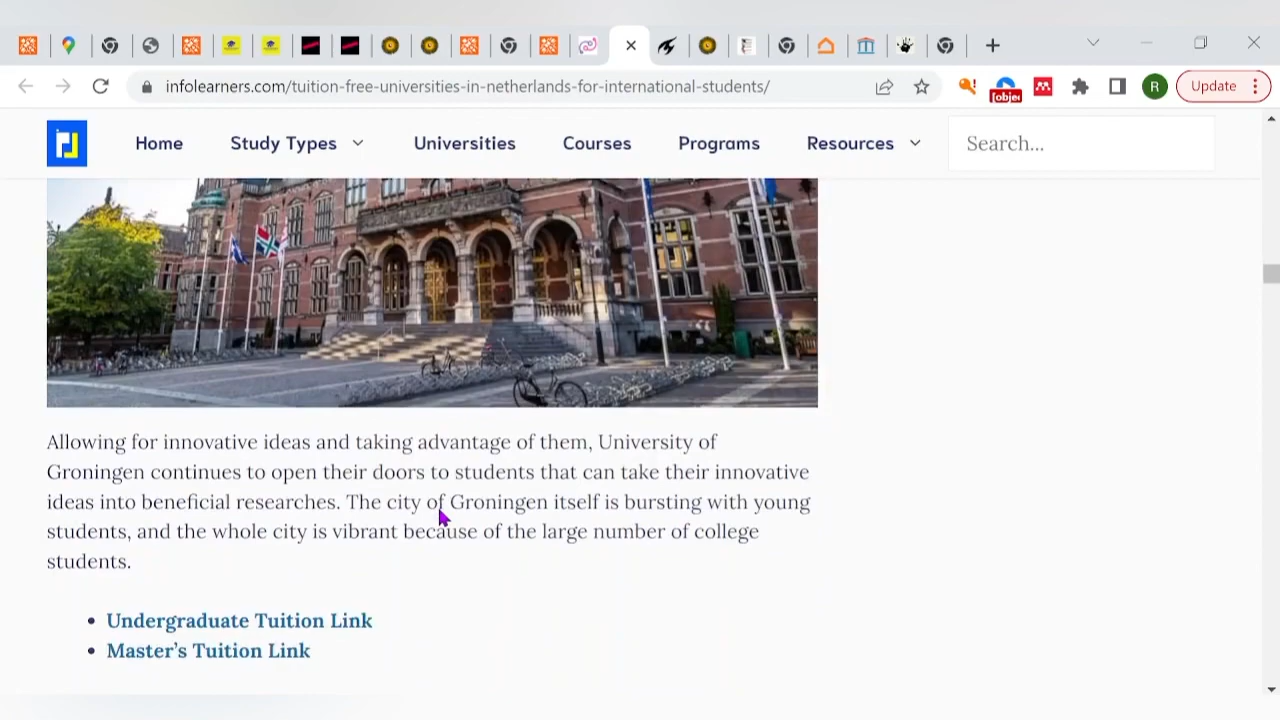 infolearners.com/tuition-free-universities-in-netherlands-for-international-students/
[objec
R
Update
Home
Study Types
Universities
Courses
Programs
Resources
Search...
Allowing for innovative ideas and taking advantage of them, University of
Groningen continues to open their doors to students that can take their innovative
ideas into beneficial researches. The city of Groningen itself is bursting with young
students, and the whole city is vibrant because of the large number of college
students.
• Undergraduate Tuition Link
• Master's Tuition Link